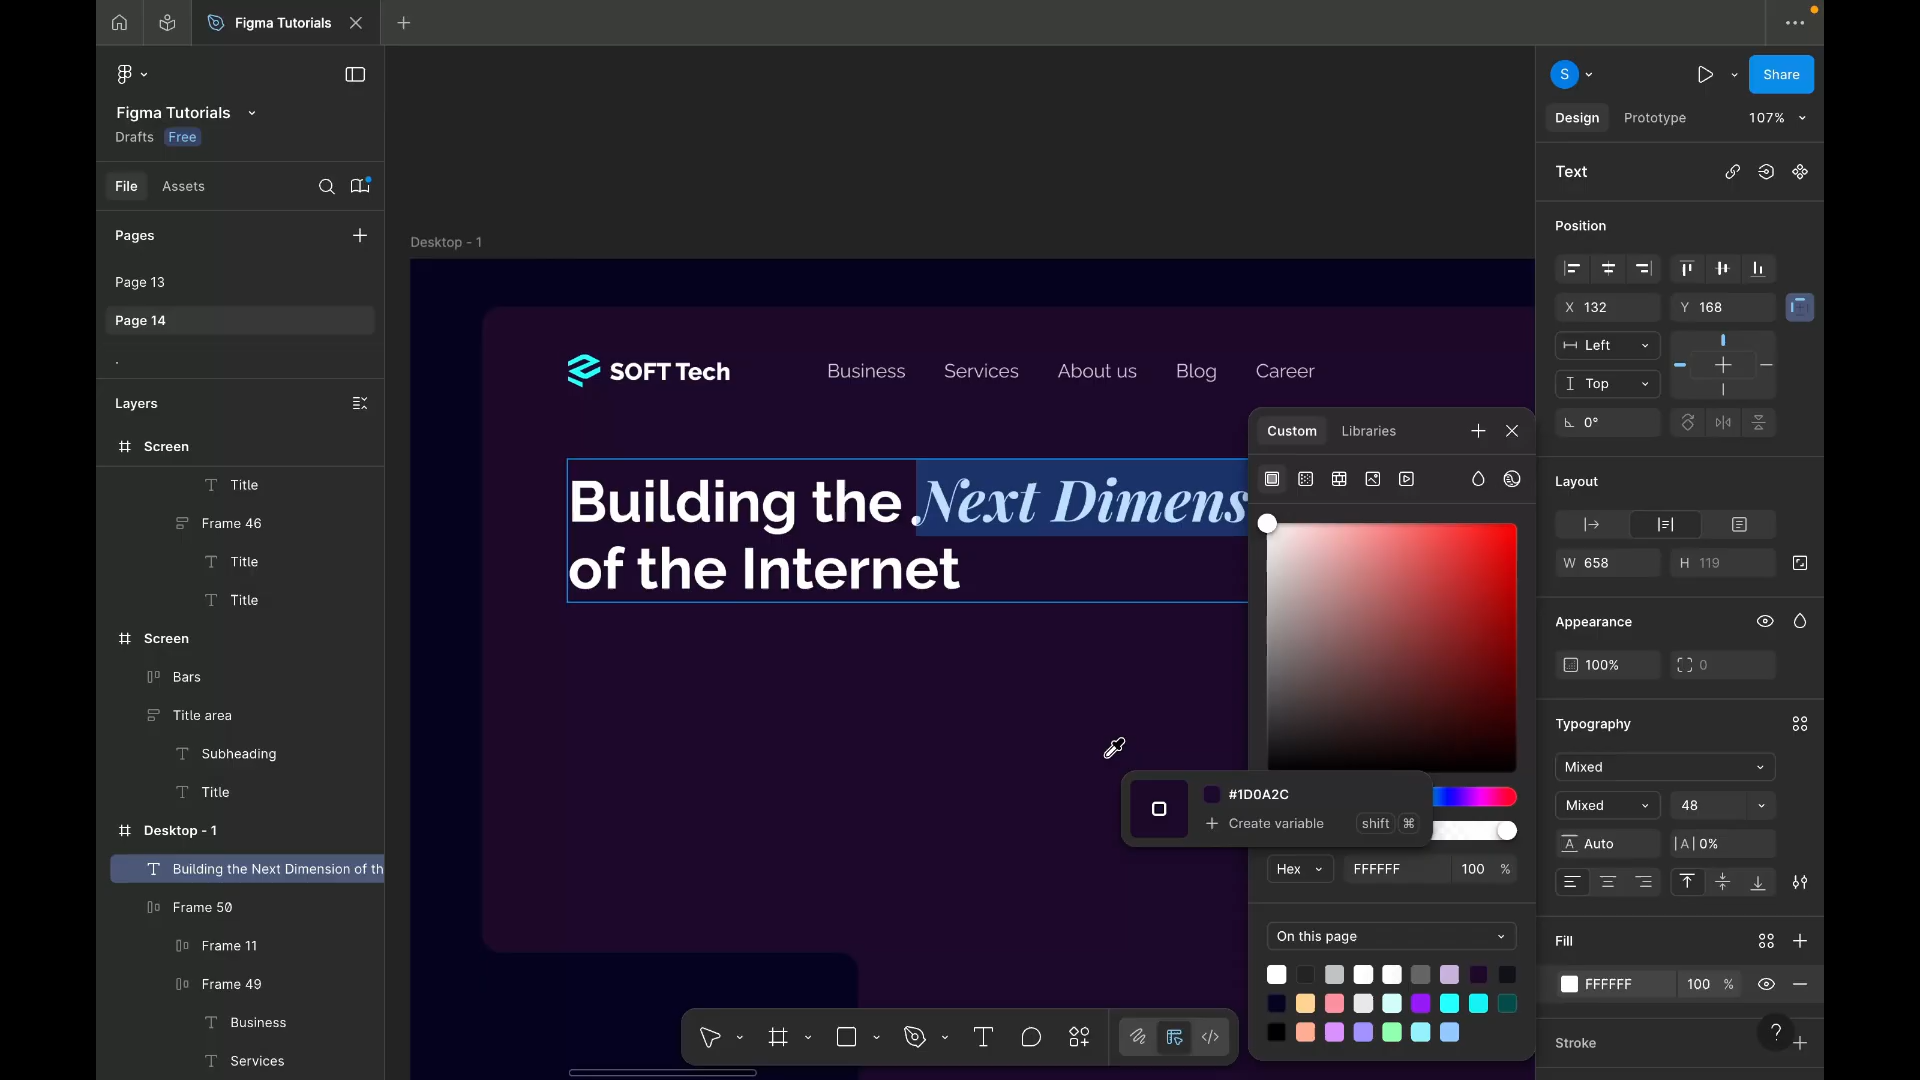 Figma Tutorials
Figma Tutorials
Drafts Free
File Assets
Pages
Page 13
Page 14
.
Layers
Screen
Title
Frame 46
Title
Title
Screen
Bars
Title area
Subheading
Title
Desktop - 1
Building the Next Dimension of th
Frame 50
Frame 11
Frame 49
Business
Services
Desktop - 1
SOFT Tech Business Services About us Blog Career
Building the Next Dimens
of the Internet
Custom Libraries
#1D0A2C
Create variable shift ⌘
Hex FFFFFF 100 %
On this page
S Share
Design Prototype 107%
Text
Position
X 132 Y 168
Left
Top
0°
Layout
W 658 H 119
Appearance
100% 0
Typography
Mixed
Mixed 48
Auto |A| 0%
Fill
FFFFFF 100 %
Stroke
?